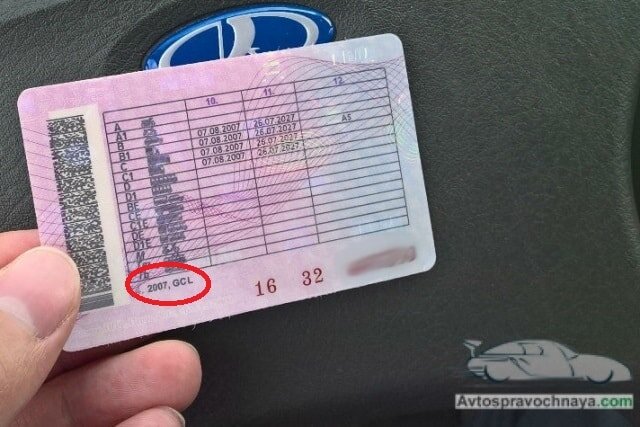 10. 11. 12.
A
A1 07.08.2007 26.07.2027
B 07.08.2007 26.07.2027
B1 07.08.2007 26.07.2027 AS
C 07.08.2007 26.07.2027
C1
D
D1
BE
CE
C1E
DE
D1E
M
Tb
2007, GCL
16 32
Avtospravochnaya.com